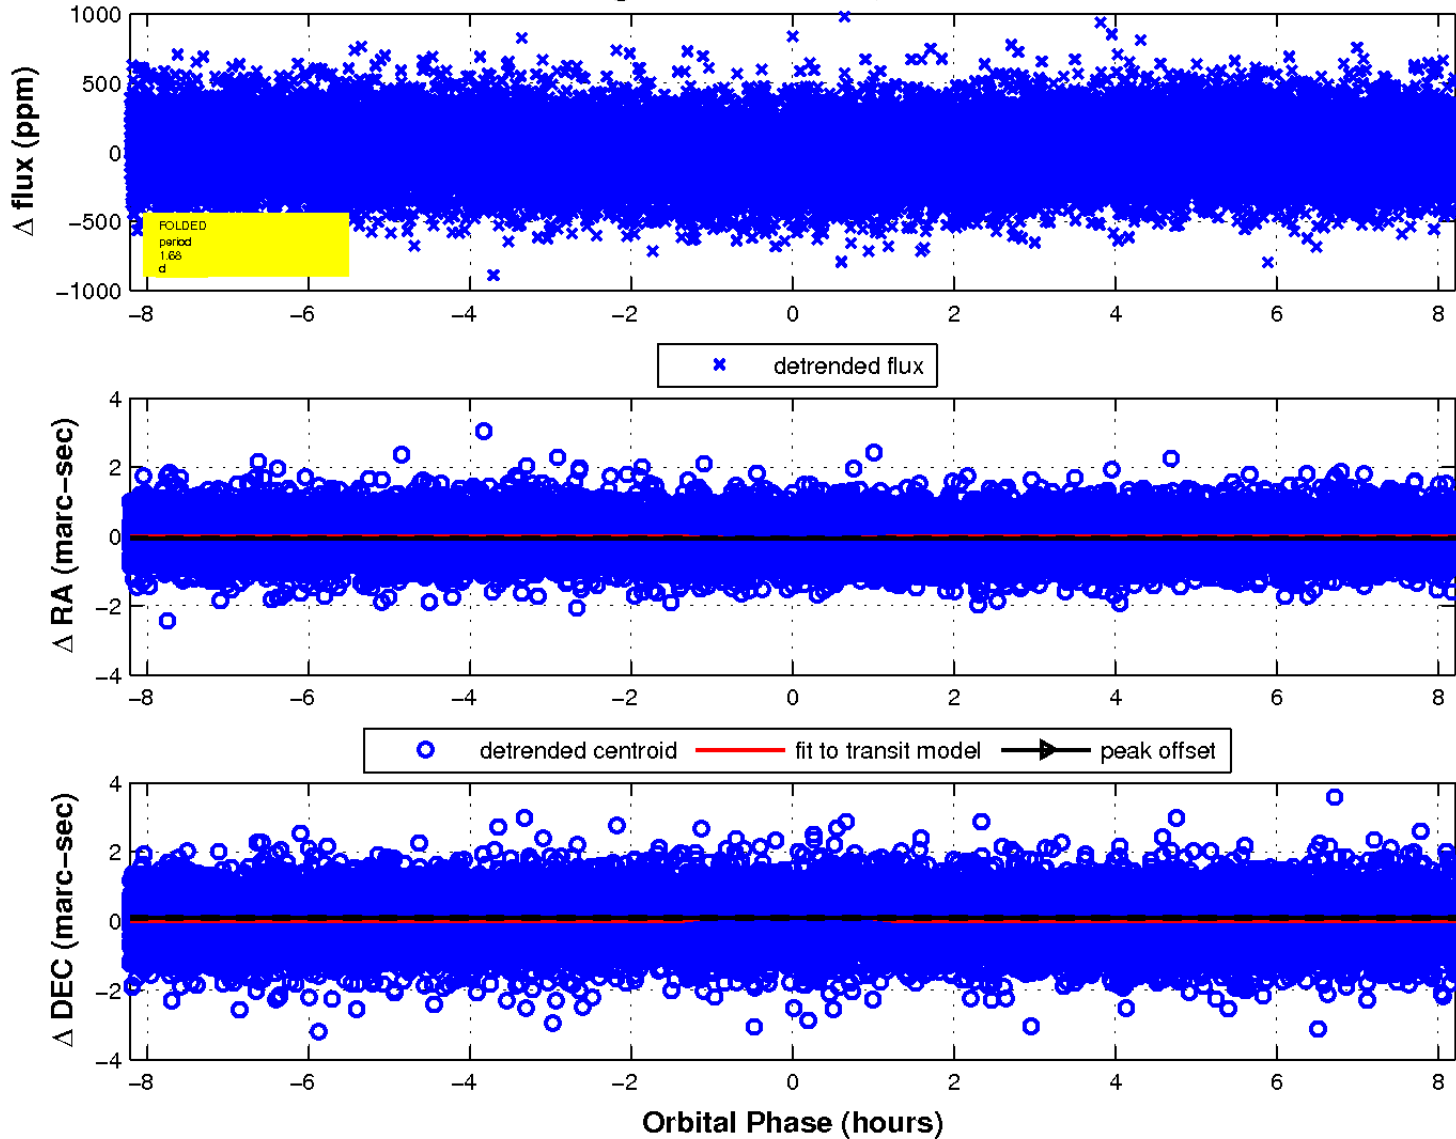 1000
500
0
−500
−1000
Δ flux (ppm)
FOLDED
period
1.68
d
−8 −6 −4 −2 0 2 4 6 8
detrended flux
4
2
0
−2
−4
Δ RA (marc−sec)
−8 −6 −4 −2 0 2 4 6 8
detrended centroid fit to transit model peak offset
4
2
0
−2
−4
Δ DEC (marc−sec)
−8 −6 −4 −2 0 2 4 6 8
Orbital Phase (hours)